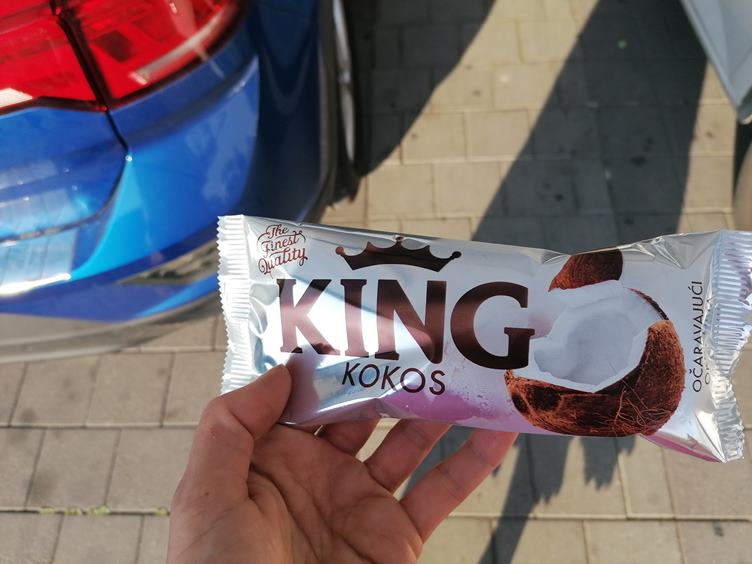 The
Finest
Quality
KING
KOKOS
OČARAVAJUĆI